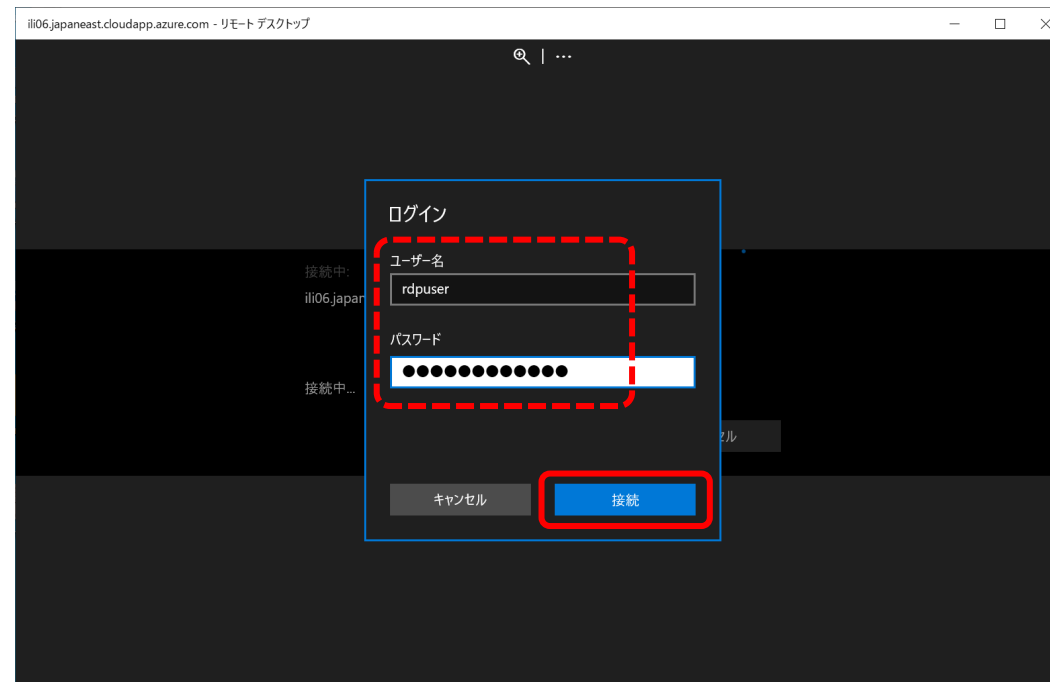 ili06.japaneast.cloudapp.azure.com - リモート デスクトップ
ログイン
ユーザー名
rdpuser
パスワード
●●●●●●●●●●●●
接続中:
ili06.japan
接続中...
セル
キャンセル
接続